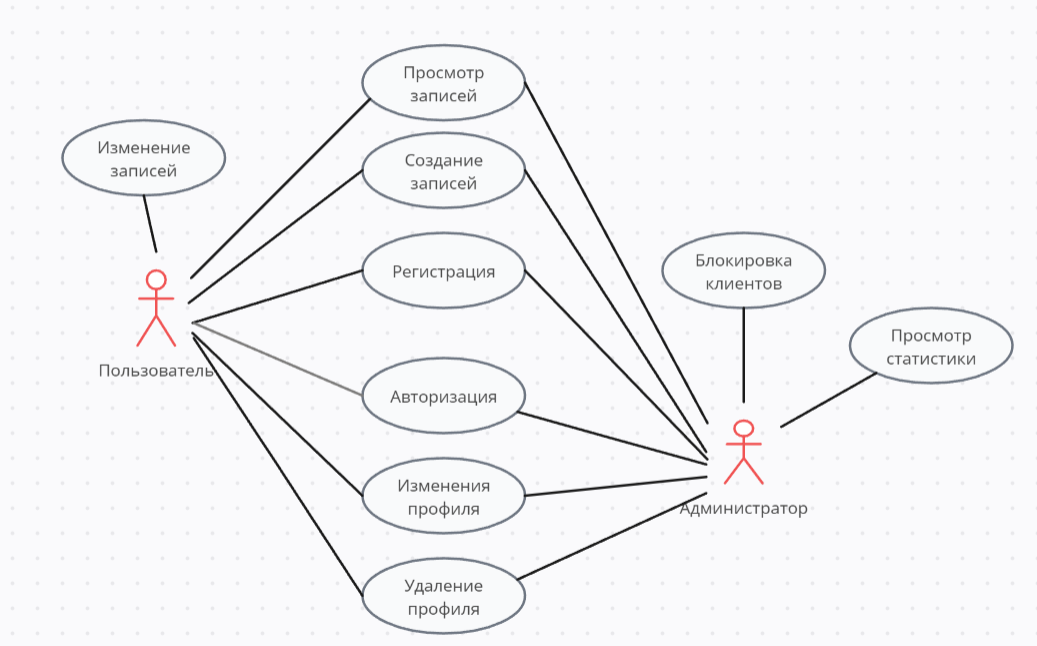 Просмотр
записей
Изменение
записей
Создание
записей
Регистрация
Блокировка
клиентов
Просмотр
статистики
Пользователь
Авторизация
Изменения
профиля
Администратор
Удаление
профиля